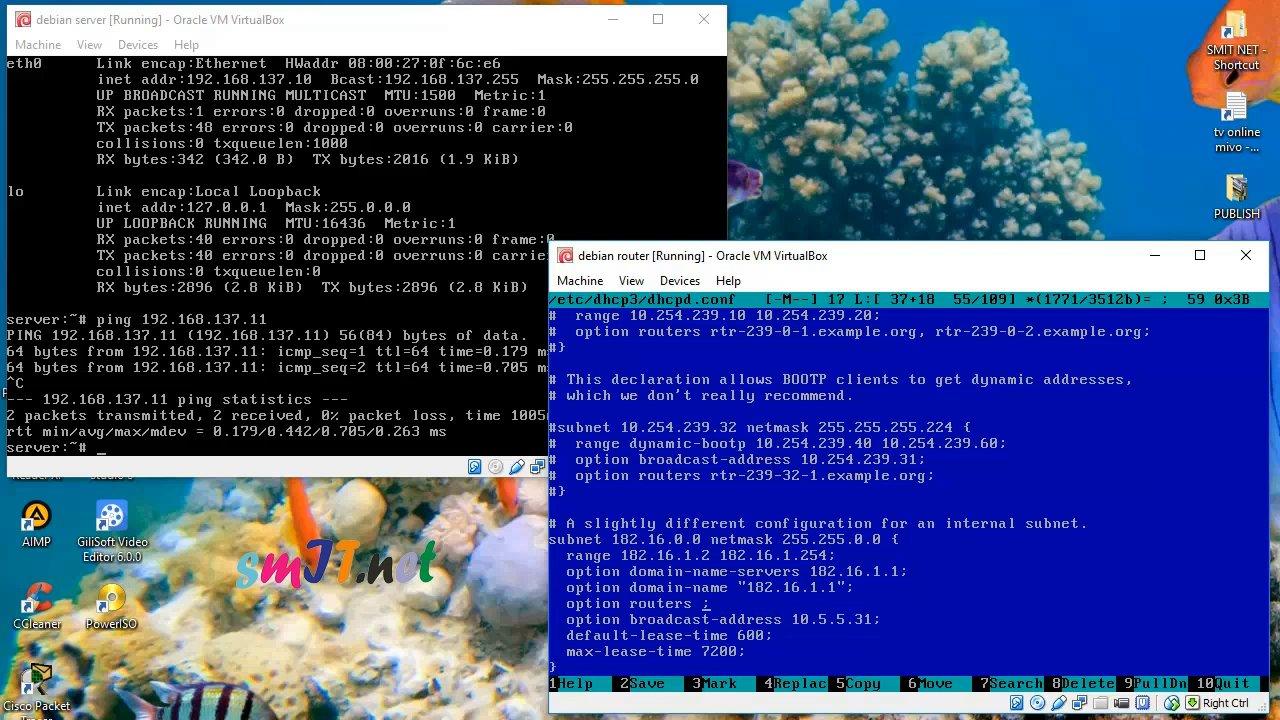 debian server [Running] - Oracle VM VirtualBox
Machine View Devices Help
eth0 Link encap:Ethernet HWaddr 08:00:27:0f:6c:e6
inet addr:192.168.137.10 Bcast:192.168.137.255 Mask:255.255.255.0
UP BROADCAST RUNNING MULTICAST MTU:1500 Metric:1
RX packets:1 errors:0 dropped:0 overruns:0 frame:0
TX packets:48 errors:0 dropped:0 overruns:0 carrier:0
collisions:0 txqueuelen:1000
RX bytes:342 (342.0 B) TX bytes:2016 (1.9 KiB)
lo Link encap:Local Loopback
inet addr:127.0.0.1 Mask:255.0.0.0
UP LOOPBACK RUNNING MTU:16436 Metric:1
RX packets:40 errors:0 dropped:0 overruns:0 frame:0
TX packets:40 errors:0 dropped:0 overruns:0
collisions:0 txqueuelen:0
RX bytes:2896 (2.8 KiB) TX bytes:2896 (2.8 KiB)
server:~# ping 192.168.137.11
PING 192.168.137.11 (192.168.137.11) 56(84) bytes of data.
64 bytes from 192.168.137.11: icmp_seq=1 ttl=64 time=0.179 m
64 bytes from 192.168.137.11: icmp_seq=2 ttl=64 time=0.705 m
^C
--- 192.168.137.11 ping statistics ---
2 packets transmitted, 2 received, 0% packet loss, time 1005
rtt min/avg/max/mdev = 0.179/0.442/0.705/0.263 ms
server:~# _
debian router [Running] - Oracle VM VirtualBox
Machine View Devices Help
/etc/dhcp3/dhcpd.conf [-M--] 17 L:[ 37+18 55/109] *(1771/3512b)= ; 59 0x3B
# range 10.254.239.10 10.254.239.20;
# option routers rtr-239-0-1.example.org, rtr-239-0-2.example.org;
#}
# This declaration allows BOOTP clients to get dynamic addresses,
# which we don't really recommend.
#subnet 10.254.239.32 netmask 255.255.255.224 {
# range dynamic-bootp 10.254.239.40 10.254.239.60;
# option broadcast-address 10.254.239.31;
# option routers rtr-239-32-1.example.org;
#}
# A slightly different configuration for an internal subnet.
subnet 182.16.0.0 netmask 255.255.0.0 {
range 182.16.1.2 182.16.1.254;
option domain-name-servers 182.16.1.1;
option domain-name "182.16.1.1";
option routers ;
option broadcast-address 10.5.5.31;
default-lease-time 600;
max-lease-time 7200;
}
1Help 2Save 3Mark 4Replac 5Copy 6Move 7Search 8Delete 9PullDn 10Quit
Right Ctrl
SMIT NET -
Shortcut
tv online
mivo -...
PUBLISH
AIMP
GiliSoft Video
Editor 6.0.0
CCleaner
PowerISO
Cisco Packet
smIT.net